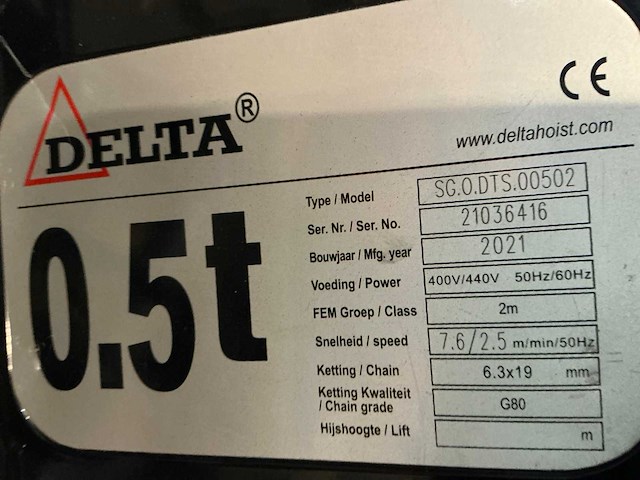 DELTA®
CE
www.deltahoist.com
0.5t
Type / Model SG.O.DTS.00502
Ser. Nr. / Ser. No. 21036416
Bouwjaar / Mfg. year 2021
Voeding / Power 400V/440V 50Hz/60Hz
FEM Groep / Class 2m
Snelheid / speed 7.6/2.5 m/min/50Hz
Ketting / Chain 6.3x19 mm
Ketting Kwaliteit
/ Chain grade G80
Hijshoogte / Lift m